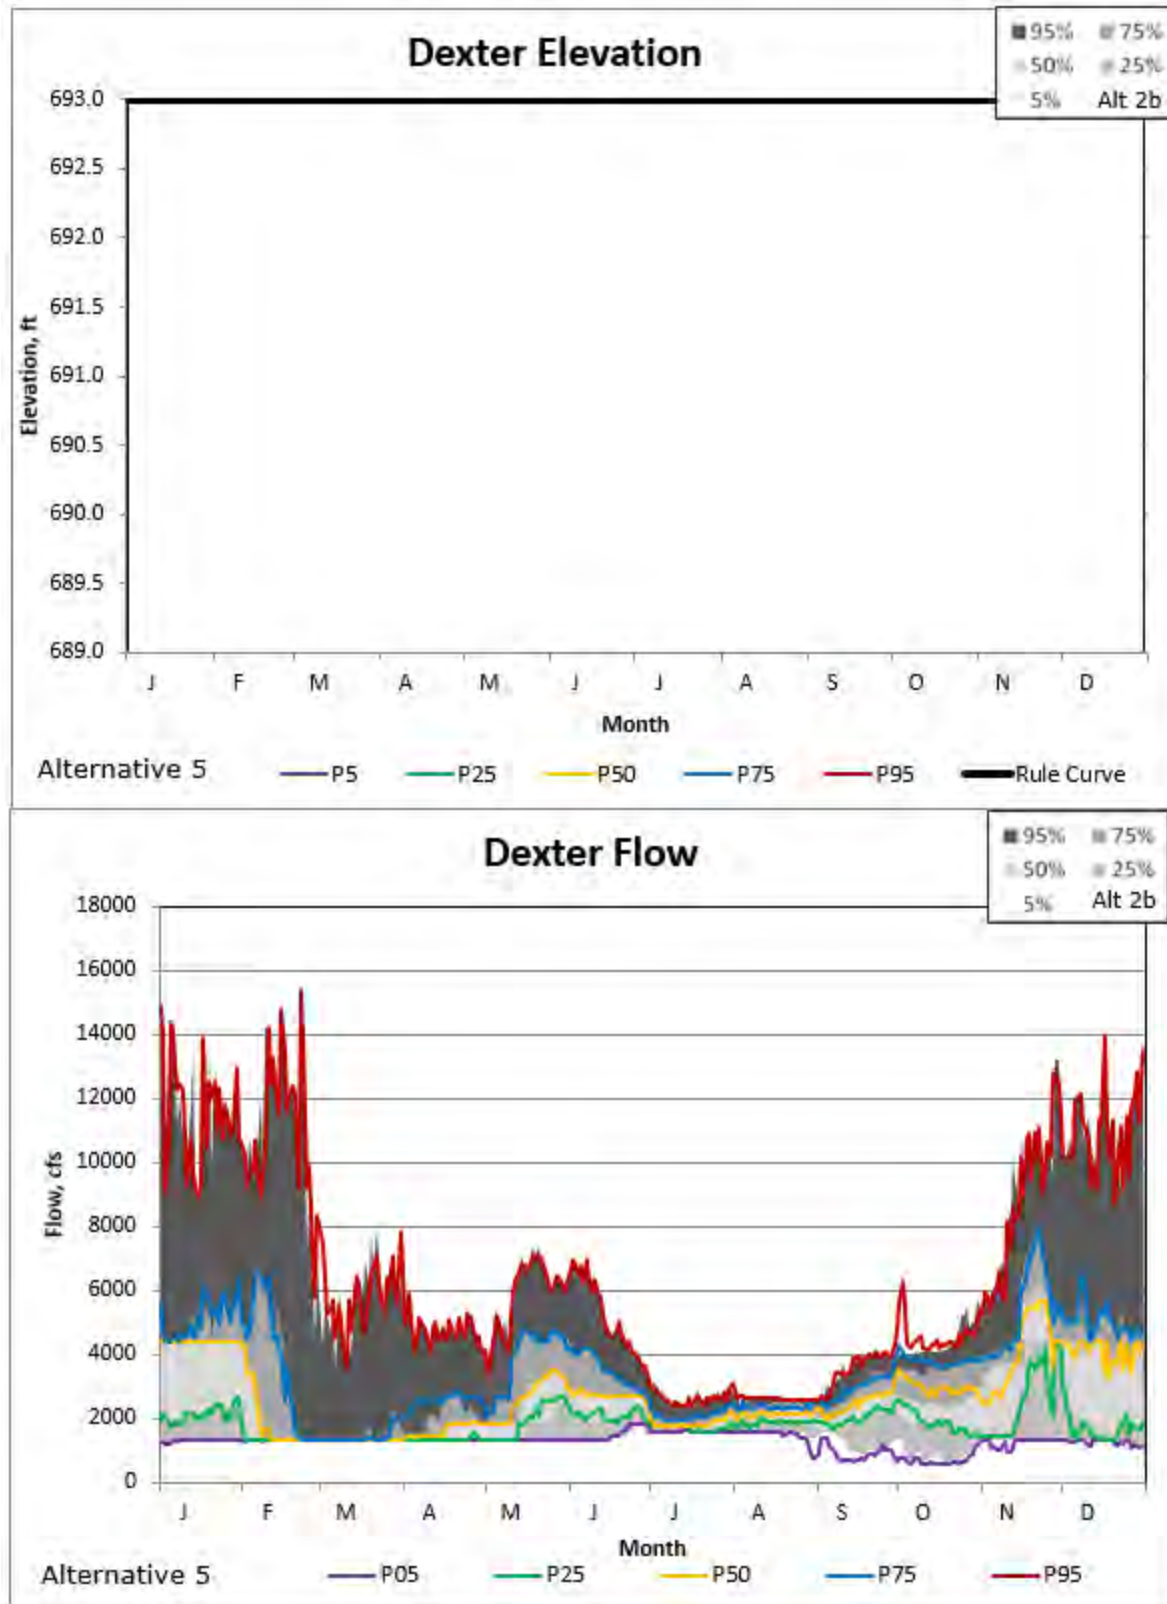 Dexter Elevation
95% 75%
50% 25%
5% Alt 2b
693.0
692.5
692.0
691.5
691.0
690.5
690.0
689.5
689.0
Elevation, ft
J F M A M J J A S O N D
Month
Alternative 5 P5 P25 P50 P75 P95 Rule Curve
Dexter Flow
95% 75%
50% 25%
5% Alt 2b
18000
16000
14000
12000
10000
8000
6000
4000
2000
0
Flow, cfs
J F M A M J J A S O N D
Month
Alternative 5 P05 P25 P50 P75 P95